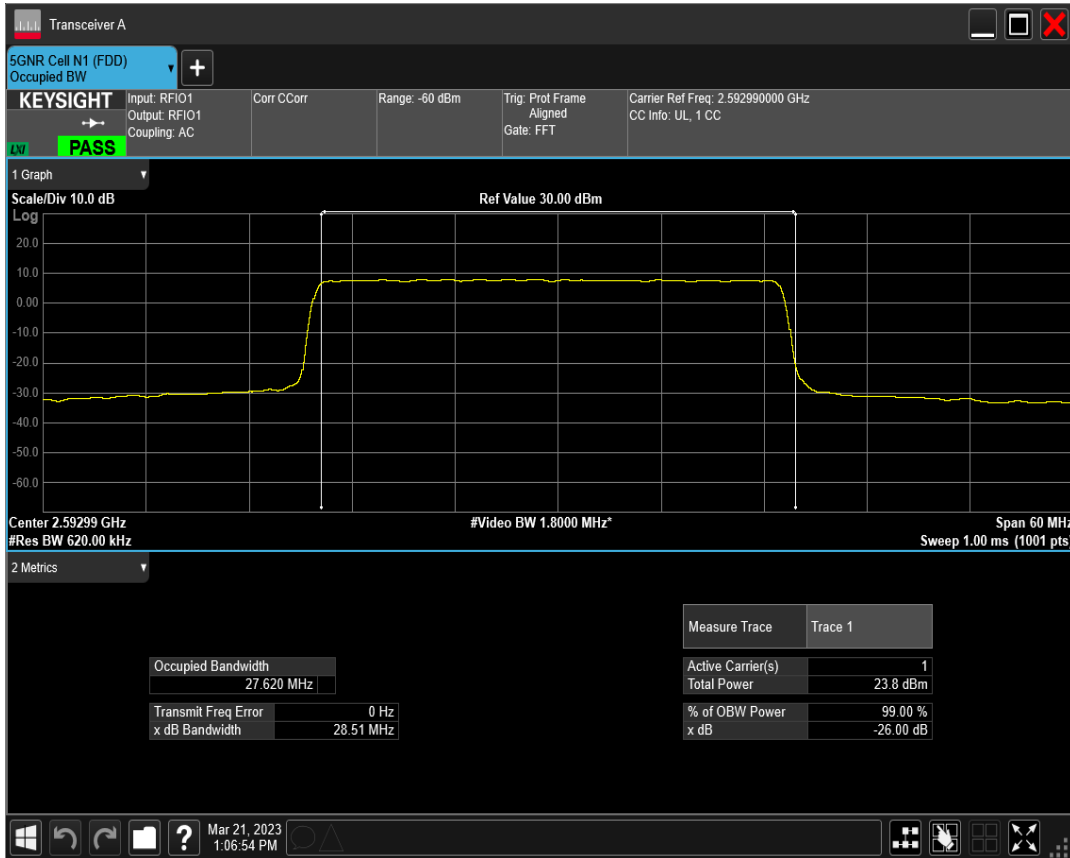 Transceiver A
5GNR Cell N1 (FDD)
Occupied BW
+
KEYSIGHT
LXI
PASS
Input: RFIO1
Output: RFIO1
Coupling: AC
Corr CCorr
Range: -60 dBm
Trig: Prot Frame
Aligned
Gate: FFT
Carrier Ref Freq: 2.592990000 GHz
CC Info: UL, 1 CC
1 Graph
Scale/Div 10.0 dB
Ref Value 30.00 dBm
Log
20.0
10.0
0.00
-10.0
-20.0
-30.0
-40.0
-50.0
-60.0
Center 2.59299 GHz
#Video BW 1.8000 MHz*
Span 60 MHz
#Res BW 620.00 kHz
Sweep 1.00 ms (1001 pts)
2 Metrics
Measure Trace Trace 1
Occupied Bandwidth
27.620 MHz
Active Carrier(s) 1
Total Power 23.8 dBm
Transmit Freq Error 0 Hz
x dB Bandwidth 28.51 MHz
% of OBW Power 99.00 %
x dB -26.00 dB
?
Mar 21, 2023
1:06:54 PM